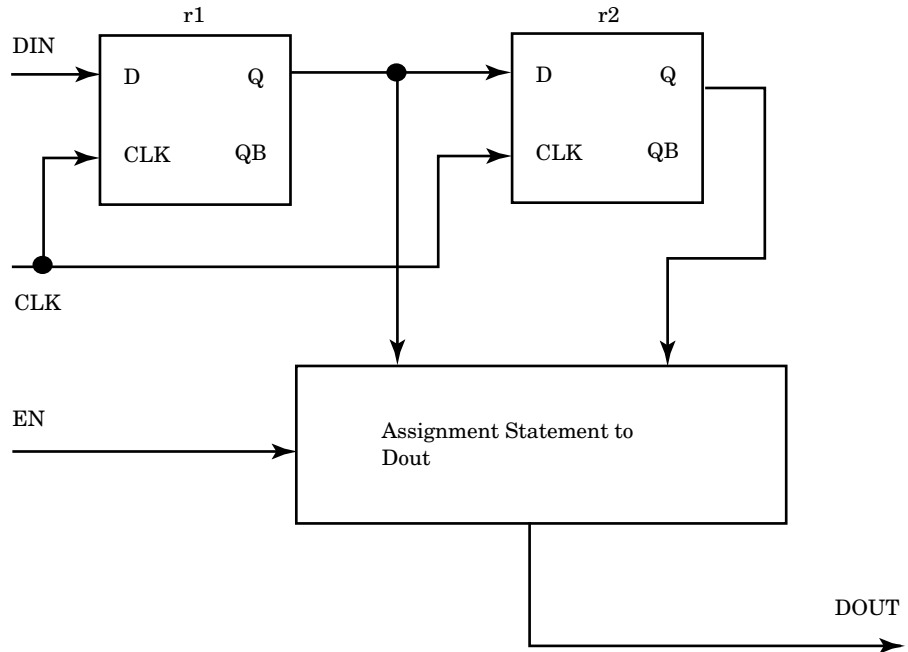 r1
r2
DIN
D
Q
CLK
QB
D
Q
CLK
QB
CLK
EN
Assignment Statement to
Dout
DOUT